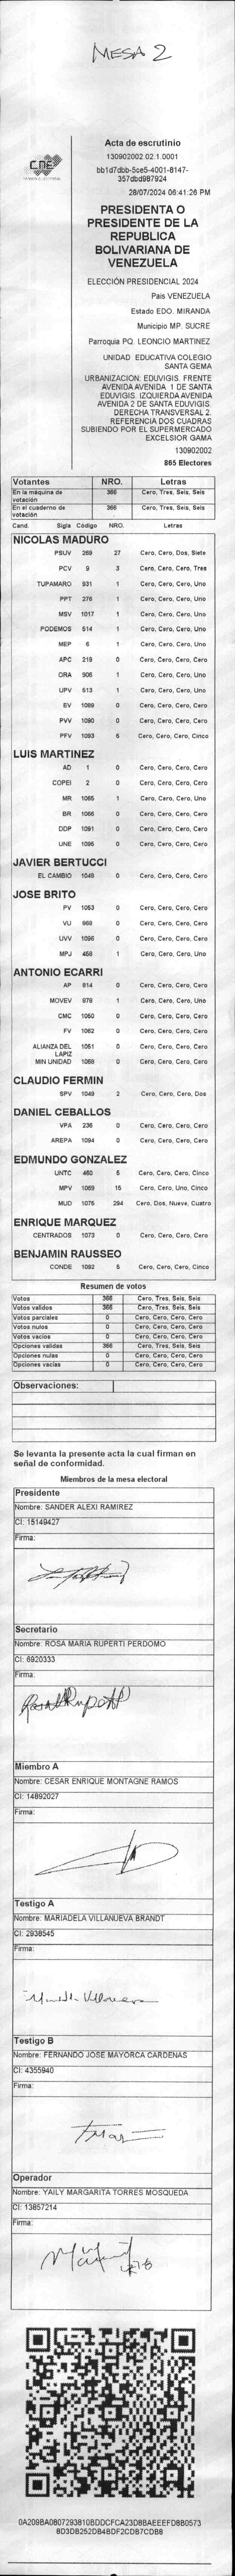 MESA 2
CNE
Acta de escrutinio
130902002.02.1.0001
bb1d7dbb-5ce5-4001-8147-
357dbd987924
28/07/2024 06:41:26 PM
PRESIDENTA O
PRESIDENTE DE LA
REPUBLICA
BOLIVARIANA DE
VENEZUELA
ELECCIÓN PRESIDENCIAL 2024
Pais VENEZUELA
Estado EDO. MIRANDA
Municipio MP. SUCRE
Parroquia PQ. LEONCIO MARTINEZ
UNIDAD EDUCATIVA COLEGIO
SANTA GEMA
URBANIZACION: EDUVIGIS. FRENTE
AVENIDA AVENIDA 1 DE SANTA
EDUVIGIS. IZQUIERDA AVENIDA
AVENIDA 2 DE SANTA EDUVIGIS.
DERECHA TRANSVERSAL 2.
REFERENCIA DOS CUADRAS
SUBIENDO POR EL SUPERMERCADO
EXCELSIOR GAMA
130902002
865 Electores
Votantes NRO. Letras
En la máquina de votación 366 Cero, Tres, Seis, Seis
En el cuaderno de votación 366 Cero, Tres, Seis, Seis
Cand. Sigla Código NRO. Letras
NICOLAS MADURO
PSUV 269 27 Cero, Cero, Dos, Siete
PCV 9 3 Cero, Cero, Cero, Tres
TUPAMARO 931 1 Cero, Cero, Cero, Uno
PPT 276 1 Cero, Cero, Cero, Uno
MSV 1017 1 Cero, Cero, Cero, Uno
PODEMOS 514 1 Cero, Cero, Cero, Uno
MEP 6 1 Cero, Cero, Cero, Uno
APC 219 0 Cero, Cero, Cero, Cero
ORA 906 1 Cero, Cero, Cero, Uno
UPV 513 1 Cero, Cero, Cero, Uno
EV 1089 0 Cero, Cero, Cero, Cero
PVV 1090 0 Cero, Cero, Cero, Cero
PFV 1093 5 Cero, Cero, Cero, Cinco
LUIS MARTINEZ
AD 1 0 Cero, Cero, Cero, Cero
COPEI 2 0 Cero, Cero, Cero, Cero
MR 1065 1 Cero, Cero, Cero, Uno
BR 1066 0 Cero, Cero, Cero, Cero
DDP 1091 0 Cero, Cero, Cero, Cero
UNE 1095 0 Cero, Cero, Cero, Cero
JAVIER BERTUCCI
EL CAMBIO 1048 0 Cero, Cero, Cero, Cero
JOSE BRITO
PV 1053 0 Cero, Cero, Cero, Cero
VU 969 0 Cero, Cero, Cero, Cero
UVV 1096 0 Cero, Cero, Cero, Cero
MPJ 458 1 Cero, Cero, Cero, Uno
ANTONIO ECARRI
AP 814 0 Cero, Cero, Cero, Cero
MOVEV 978 1 Cero, Cero, Cero, Uno
CMC 1050 0 Cero, Cero, Cero, Cero
FV 1062 0 Cero, Cero, Cero, Cero
ALIANZA DEL LAPIZ 1051 0 Cero, Cero, Cero, Cero
MIN UNIDAD 1088 0 Cero, Cero, Cero, Cero
CLAUDIO FERMIN
SPV 1049 2 Cero, Cero, Cero, Dos
DANIEL CEBALLOS
VPA 236 0 Cero, Cero, Cero, Cero
AREPA 1094 0 Cero, Cero, Cero, Cero
EDMUNDO GONZALEZ
UNTC 460 5 Cero, Cero, Cero, Cinco
MPV 1069 15 Cero, Cero, Uno, Cinco
MUD 1075 294 Cero, Dos, Nueve, Cuatro
ENRIQUE MARQUEZ
CENTRADOS 1073 0 Cero, Cero, Cero, Cero
BENJAMIN RAUSSEO
CONDE 1092 5 Cero, Cero, Cero, Cinco
Resumen de votos
Votos 366 Cero, Tres, Seis, Seis
Votos validos 366 Cero, Tres, Seis, Seis
Votos parciales 0 Cero, Cero, Cero, Cero
Votos nulos 0 Cero, Cero, Cero, Cero
Votos vacios 0 Cero, Cero, Cero, Cero
Opciones validas 366 Cero, Tres, Seis, Seis
Opciones nulas 0 Cero, Cero, Cero, Cero
Opciones vacias 0 Cero, Cero, Cero, Cero
Observaciones:
Se levanta la presente acta la cual firman en
señal de conformidad.
Miembros de la mesa electoral
Presidente
Nombre: SANDER ALEXI RAMIREZ
CI: 15149427
Firma:
Secretario
Nombre: ROSA MARIA RUPERTI PERDOMO
CI: 6920333
Firma:
Miembro A
Nombre: CESAR ENRIQUE MONTAGNE RAMOS
CI: 14892027
Firma:
Testigo A
Nombre: MARIADELA VILLANUEVA BRANDT
CI: 2938545
Firma:
Testigo B
Nombre: FERNANDO JOSE MAYORCA CARDENAS
CI: 4355940
Firma:
Operador
Nombre: YAILY MARGARITA TORRES MOSQUEDA
CI: 13857214
Firma:
0A209BA0807293810BDDCFCA23D8BAEEEFD8B0573
8D3DB252DB4BDF2CDB7CDB8